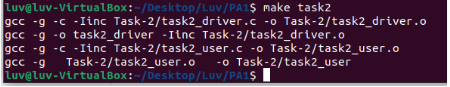 luv@luv-VirtualBox:~/Desktop/Luv/PA1$ make task2
gcc -g -c -Iinc Task-2/task2_driver.c -o Task-2/task2_driver.o
gcc -g -o task2_driver -Iinc Task-2/task2_driver.o
gcc -g -c -Iinc Task-2/task2_user.c -o Task-2/task2_user.o
gcc -g   Task-2/task2_user.o   -o Task-2/task2_user
luv@luv-VirtualBox:~/Desktop/Luv/PA1$